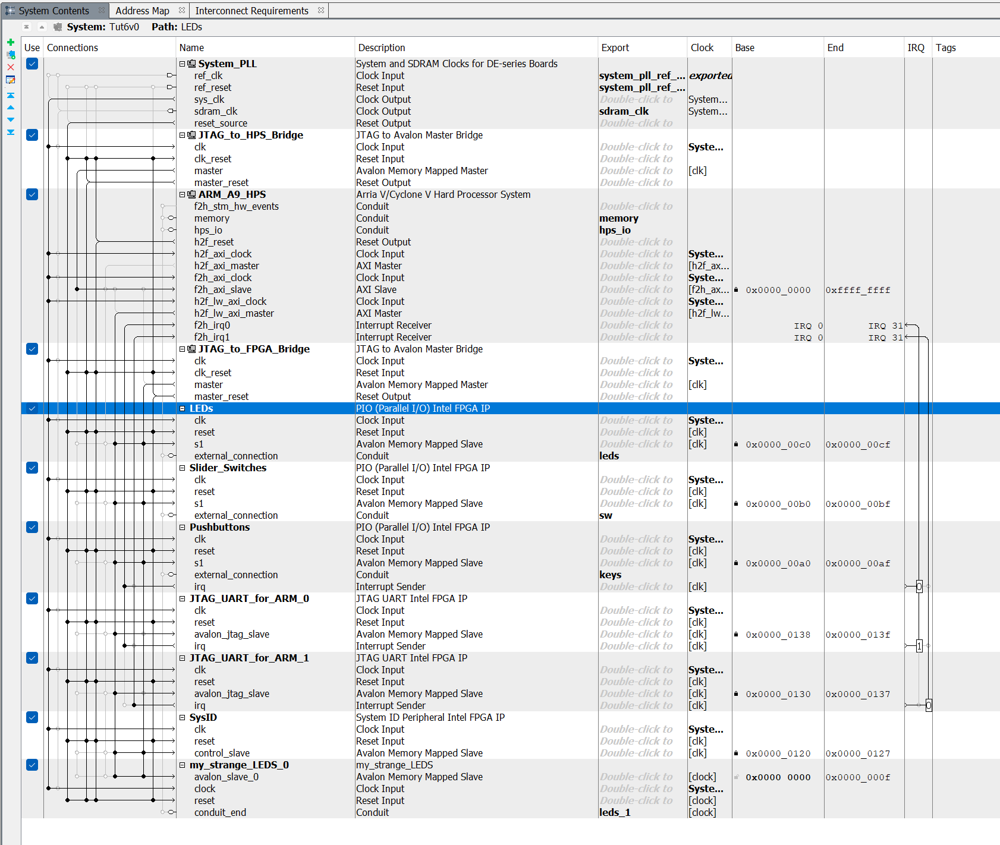 System Contents Address Map Interconnect Requirements
System: Tut6v0 Path: LEDs
Use Connections Name Description Export Clock Base End IRQ Tags
System_PLL System and SDRAM Clocks for DE-series Boards
ref_clk Clock Input system_pll_ref_... exported
ref_reset Reset Input system_pll_ref_...
sys_clk Clock Output Double-click to System...
sdram_clk Clock Output sdram_clk System...
reset_source Reset Output Double-click to
JTAG_to_HPS_Bridge JTAG to Avalon Master Bridge
clk Clock Input Double-click to Syste...
clk_reset Reset Input Double-click to
master Avalon Memory Mapped Master Double-click to [clk]
master_reset Reset Output Double-click to
ARM_A9_HPS Arria V/Cyclone V Hard Processor System
f2h_stm_hw_events Conduit Double-click to
memory Conduit memory
hps_io Conduit hps_io
h2f_reset Reset Output Double-click to
h2f_axi_clock Clock Input Double-click to Syste...
h2f_axi_master AXI Master Double-click to [h2f_ax...
f2h_axi_clock Clock Input Double-click to Syste...
f2h_axi_slave AXI Slave Double-click to [f2h_ax... 0x0000_0000 0xffff_ffff
h2f_lw_axi_clock Clock Input Double-click to Syste...
h2f_lw_axi_master AXI Master Double-click to [h2f_lw...
f2h_irq0 Interrupt Receiver Double-click to IRQ 0 IRQ 31
f2h_irq1 Interrupt Receiver Double-click to IRQ 0 IRQ 31
JTAG_to_FPGA_Bridge JTAG to Avalon Master Bridge
clk Clock Input Double-click to Syste...
clk_reset Reset Input Double-click to
master Avalon Memory Mapped Master Double-click to [clk]
master_reset Reset Output Double-click to
LEDs PIO (Parallel I/O) Intel FPGA IP
clk Clock Input Double-click to Syste...
reset Reset Input Double-click to [clk]
s1 Avalon Memory Mapped Slave Double-click to [clk] 0x0000_00c0 0x0000_00cf
external_connection Conduit leds
Slider_Switches PIO (Parallel I/O) Intel FPGA IP
clk Clock Input Double-click to Syste...
reset Reset Input Double-click to [clk]
s1 Avalon Memory Mapped Slave Double-click to [clk] 0x0000_00b0 0x0000_00bf
external_connection Conduit sw
Pushbuttons PIO (Parallel I/O) Intel FPGA IP
clk Clock Input Double-click to Syste...
reset Reset Input Double-click to [clk]
s1 Avalon Memory Mapped Slave Double-click to [clk] 0x0000_00a0 0x0000_00af
external_connection Conduit keys
irq Interrupt Sender Double-click to [clk] 0
JTAG_UART_for_ARM_0 JTAG UART Intel FPGA IP
clk Clock Input Double-click to Syste...
reset Reset Input Double-click to [clk]
avalon_jtag_slave Avalon Memory Mapped Slave Double-click to [clk] 0x0000_0138 0x0000_013f
irq Interrupt Sender Double-click to [clk] 1
JTAG_UART_for_ARM_1 JTAG UART Intel FPGA IP
clk Clock Input Double-click to Syste...
reset Reset Input Double-click to [clk]
avalon_jtag_slave Avalon Memory Mapped Slave Double-click to [clk] 0x0000_0130 0x0000_0137
irq Interrupt Sender Double-click to [clk] 0
SysID System ID Peripheral Intel FPGA IP
clk Clock Input Double-click to Syste...
reset Reset Input Double-click to [clk]
control_slave Avalon Memory Mapped Slave Double-click to [clk] 0x0000_0120 0x0000_0127
my_strange_LEDS_0 my_strange_LEDS
avalon_slave_0 Avalon Memory Mapped Slave Double-click to [clock] 0x0000_0000 0x0000_000f
clock Clock Input Double-click to Syste...
reset Reset Input Double-click to [clock]
conduit_end Conduit leds_1 [clock]